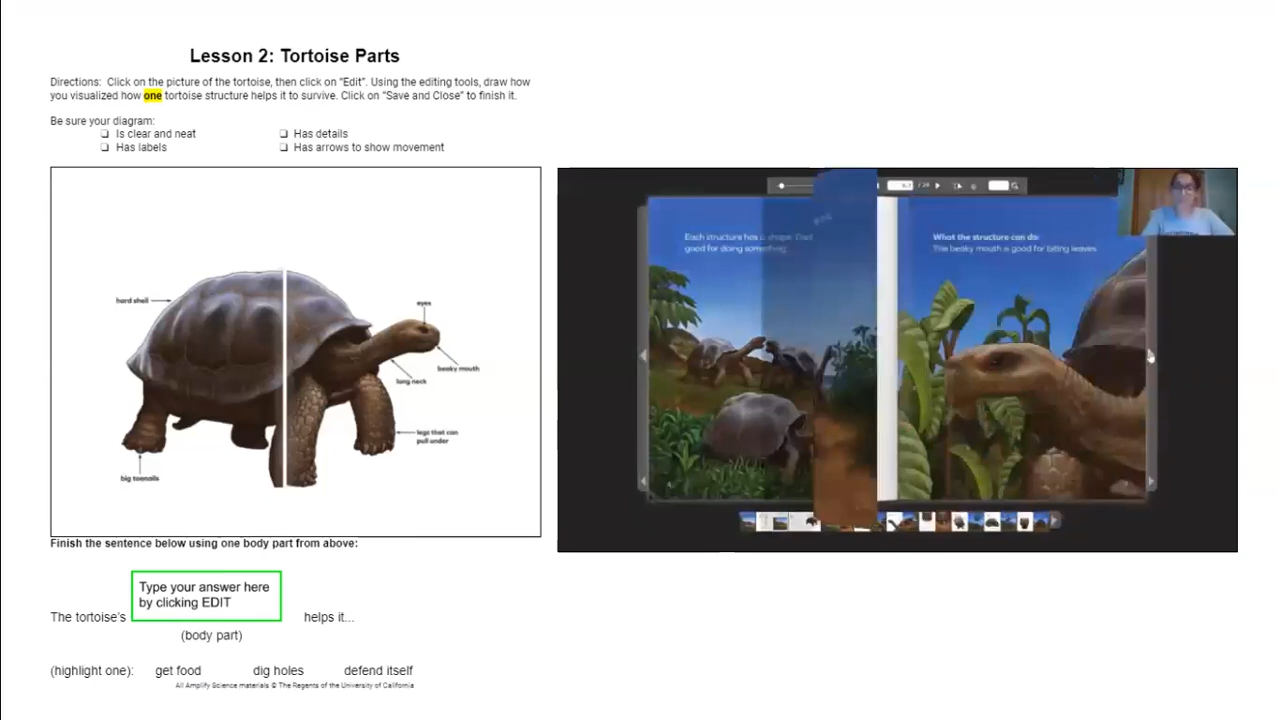 Lesson 2: Tortoise Parts
Directions: Click on the picture of the tortoise, then click on "Edit". Using the editing tools, draw how
you visualized how one tortoise structure helps it to survive. Click on "Save and Close" to finish it.
Be sure your diagram:
❏ Is clear and neat ❏ Has details
❏ Has labels ❏ Has arrows to show movement
hard shell
eyes
beaky mouth
long neck
legs that can
pull under
big toenails
Finish the sentence below using one body part from above:
Type your answer here
by clicking EDIT
The tortoise's helps it...
(body part)
(highlight one): get food dig holes defend itself
All Amplify Science materials © The Regents of the University of California
Each structure has a shape that
good for doing something.
What the structure can do:
This beaky mouth is good for biting leaves